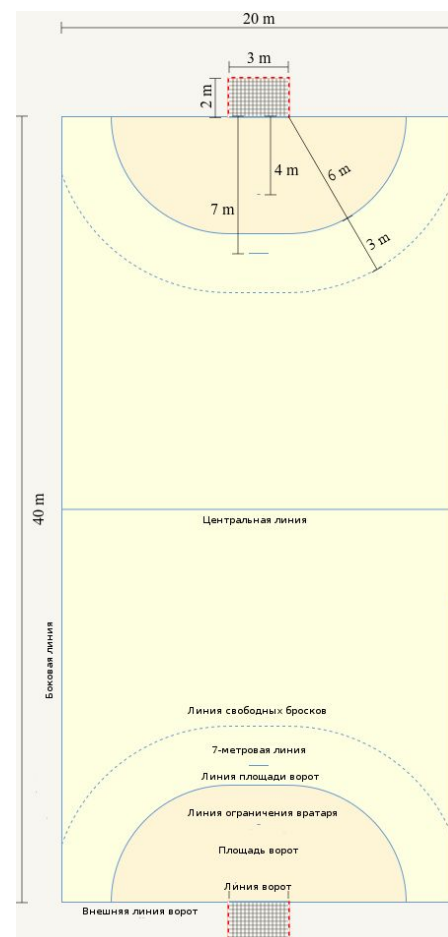 20 m
3 m
2 m
4 m
6 m
7 m
3 m
40 m
Центральная линия
Боковая линия
Линия свободных бросков
7-метровая линия
Линия площади ворот
Линия ограничения вратаря
Площадь ворот
Линия ворот
Внешняя линия ворот